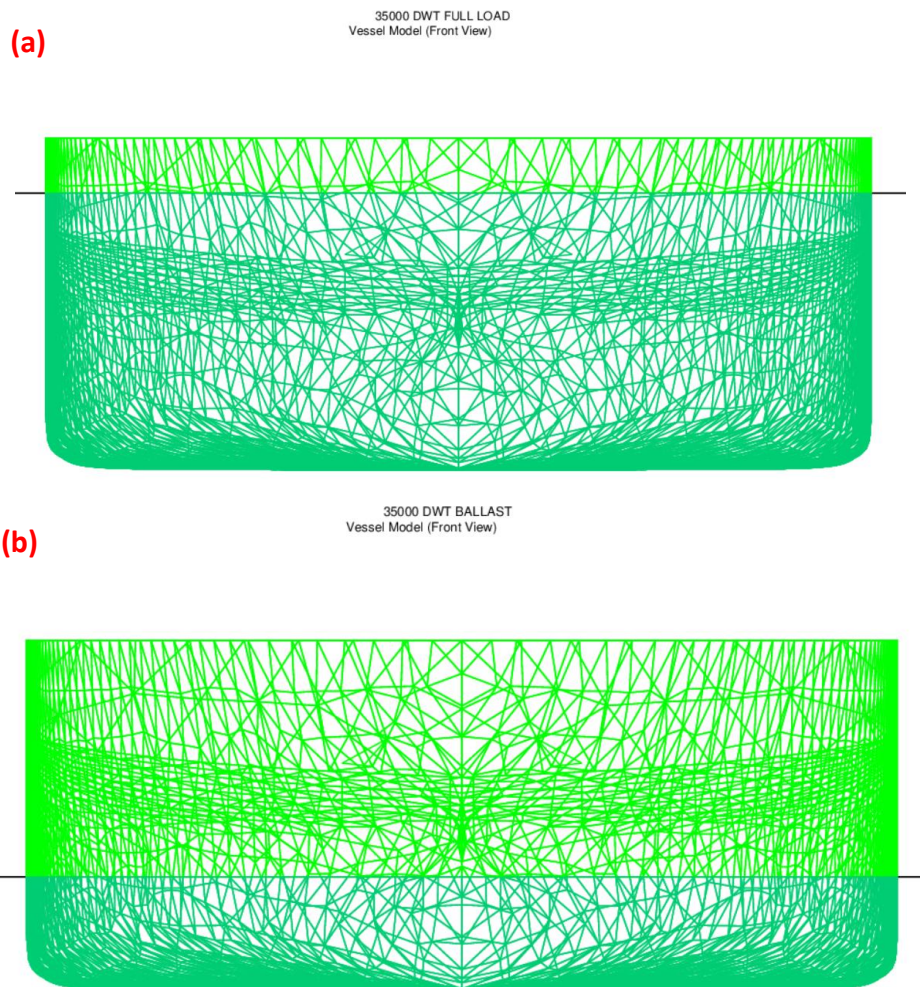 35000 DWT FULL LOAD
Vessel Model (Front View)
(a)
35000 DWT BALLAST
Vessel Model (Front View)
(b)